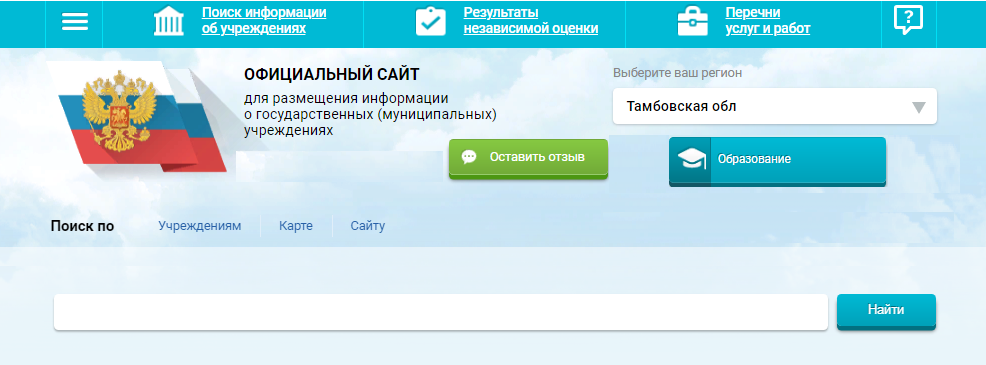 Поиск информации
об учреждениях
Результаты
независимой оценки
Перечни
услуг и работ
?
ОФИЦИАЛЬНЫЙ САЙТ
для размещения информации
о государственных (муниципальных)
учреждениях
Выберите ваш регион
Тамбовская обл
Оставить отзыв
Образование
Поиск по
Учреждениям
Карте
Сайту
Найти